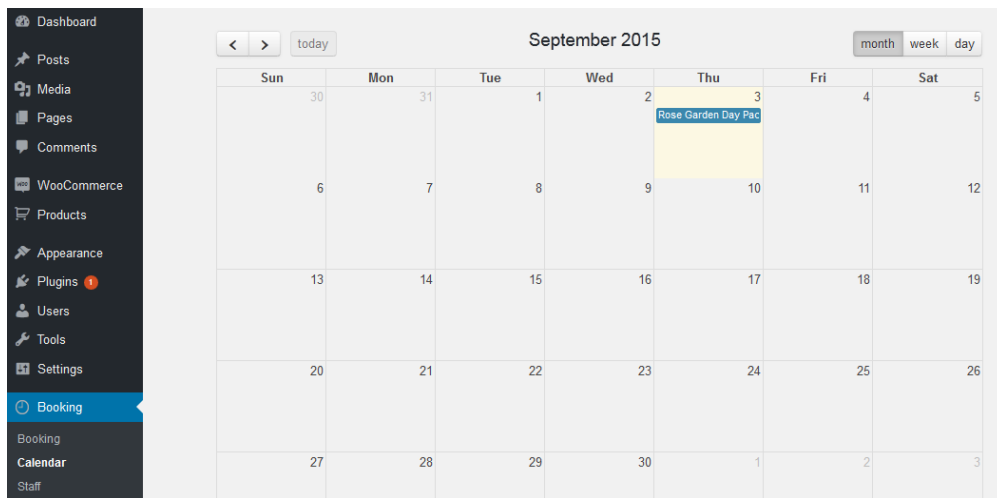 Dashboard
Posts
Media
Pages
Comments
WooCommerce
Products
Appearance
Plugins 1
Users
Tools
Settings
Booking
Booking
Calendar
Staff
< > today
September 2015
month week day
Sun Mon Tue Wed Thu Fri Sat
30 31 1 2 3 4 5
Rose Garden Day Pac
6 7 8 9 10 11 12
13 14 15 16 17 18 19
20 21 22 23 24 25 26
27 28 29 30 1 2 3